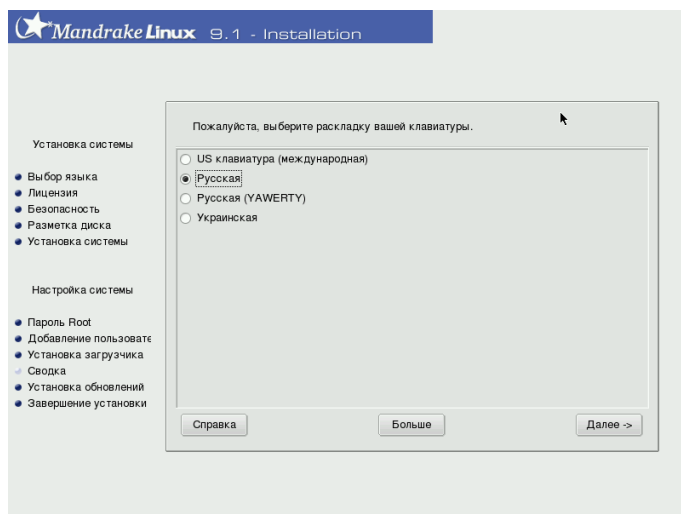 Mandrake Linux 9.1 - Installation
Установка системы
Выбор языка
Лицензия
Безопасность
Разметка диска
Установка системы
Настройка системы
Пароль Root
Добавление пользовате
Установка загрузчика
Сводка
Установка обновлений
Завершение установки
Пожалуйста, выберите раскладку вашей клавиатуры.
US клавиатура (международная)
Русская
Русская (YAWERTY)
Украинская
Справка
Больше
Далее ->